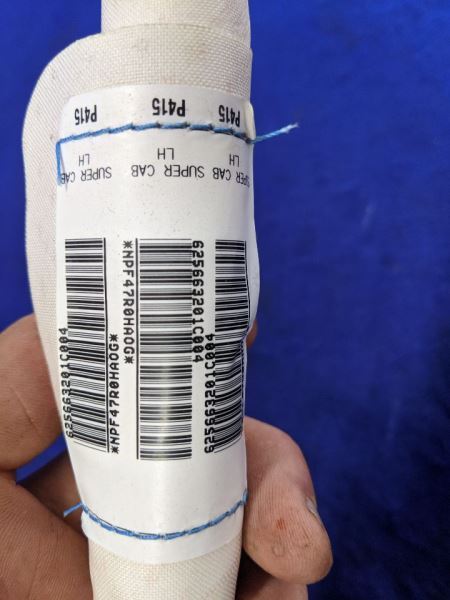 P415 P415 P415
SUPER CAB SUPER CAB SUPER CAB
LH LH LH
625663201C004
*NPF47R0HAOG*
*NPF47R0HAOG*
625663201C004
625663201C004